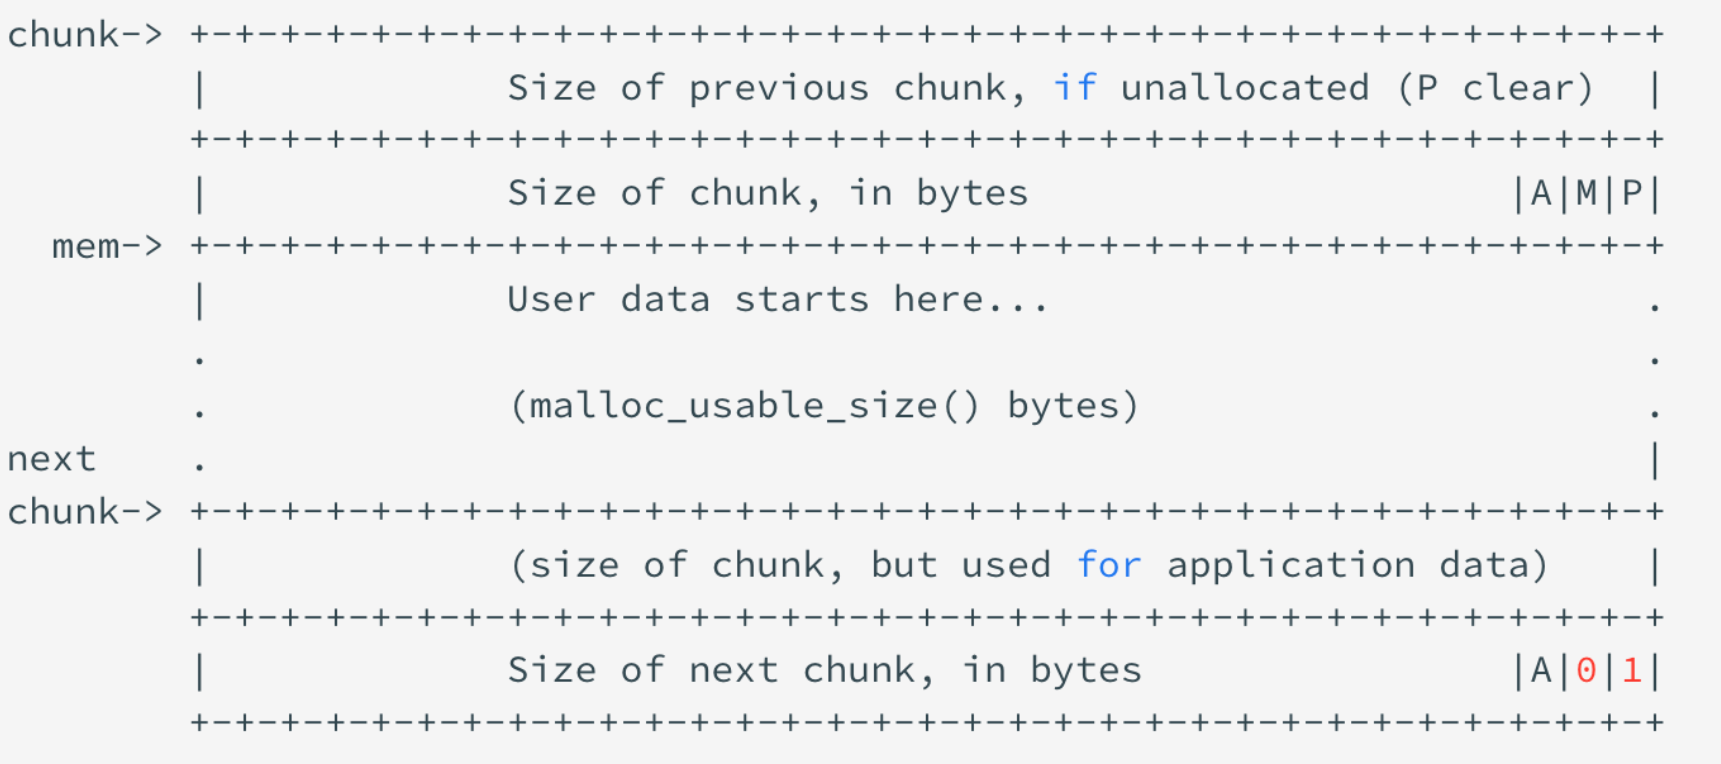 chunk-> +-+-+-+-+-+-+-+-+-+-+-+-+-+-+-+-+-+-+-+-+-+-+-+-+-+-+-+-+-+-+-+-+
        |             Size of previous chunk, if unallocated (P clear)  |
        +-+-+-+-+-+-+-+-+-+-+-+-+-+-+-+-+-+-+-+-+-+-+-+-+-+-+-+-+-+-+-+-+
        |             Size of chunk, in bytes                     |A|M|P|
  mem-> +-+-+-+-+-+-+-+-+-+-+-+-+-+-+-+-+-+-+-+-+-+-+-+-+-+-+-+-+-+-+-+-+
        |             User data starts here...                          .
        .                                                               .
        .             (malloc_usable_size() bytes)                      .
next    .                                                               |
chunk-> +-+-+-+-+-+-+-+-+-+-+-+-+-+-+-+-+-+-+-+-+-+-+-+-+-+-+-+-+-+-+-+-+
        |             (size of chunk, but used for application data)    |
        +-+-+-+-+-+-+-+-+-+-+-+-+-+-+-+-+-+-+-+-+-+-+-+-+-+-+-+-+-+-+-+-+
        |             Size of next chunk, in bytes                |A|0|1|
        +-+-+-+-+-+-+-+-+-+-+-+-+-+-+-+-+-+-+-+-+-+-+-+-+-+-+-+-+-+-+-+-+